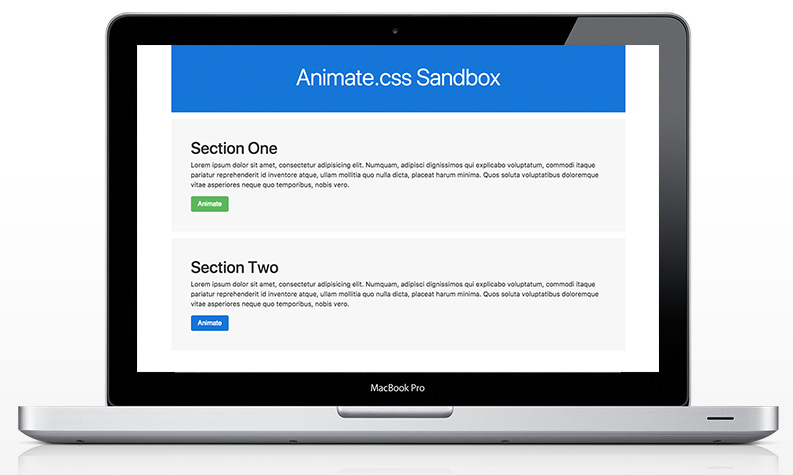 Animate.css Sandbox
Section One
Lorem ipsum dolor sit amet, consectetur adipisicing elit. Numquam, adipisci dignissimos qui explicabo voluptatum, commodi itaque
pariatur reprehenderit id inventore atque, ullam mollitia quo nulla dicta, placeat harum minima. Quos soluta voluptatibus doloremque
vitae asperiores neque quo temporibus, nobis vero.
Animate
Section Two
Lorem ipsum dolor sit amet, consectetur adipisicing elit. Numquam, adipisci dignissimos qui explicabo voluptatum, commodi itaque
pariatur reprehenderit id inventore atque, ullam mollitia quo nulla dicta, placeat harum minima. Quos soluta voluptatibus doloremque
vitae asperiores neque quo temporibus, nobis vero.
Animate
MacBook Pro